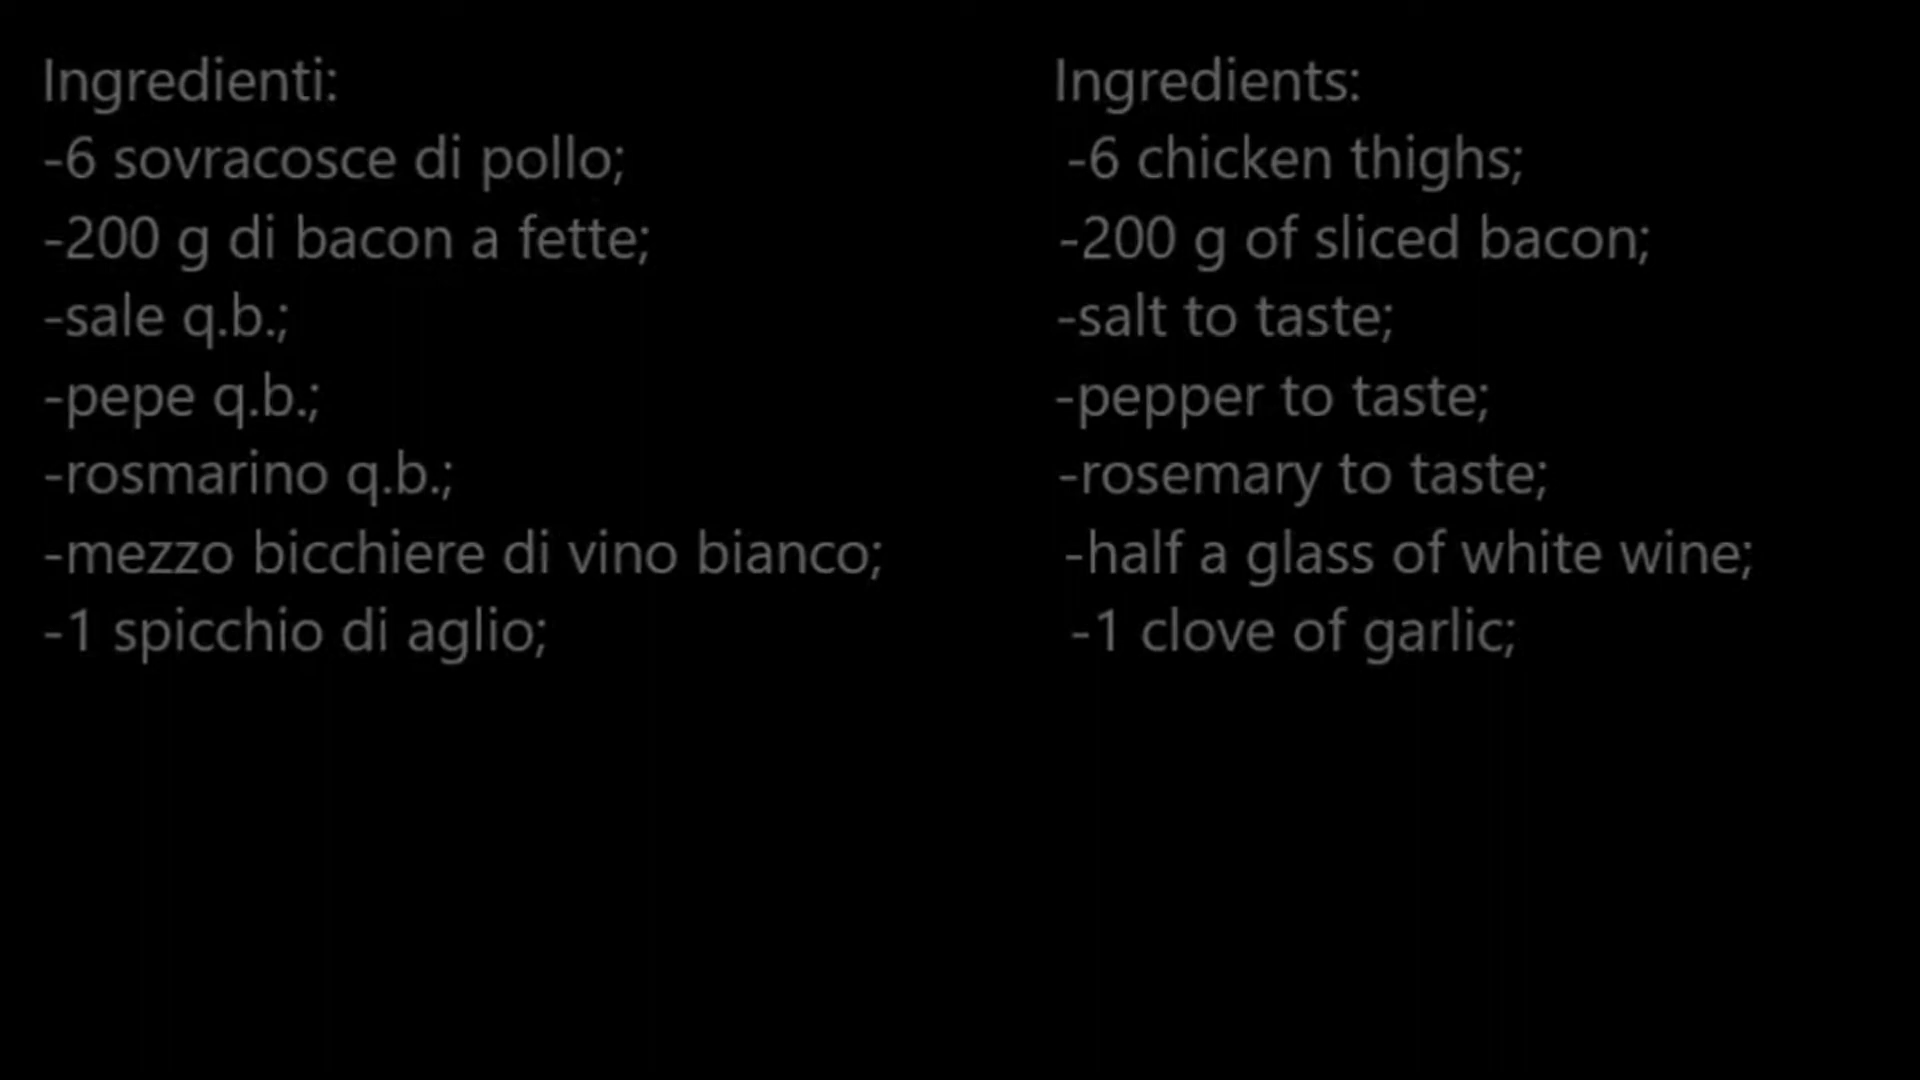 Ingredienti:
-6 sovracosce di pollo;
-200 g di bacon a fette;
-sale q.b.;
-pepe q.b.;
-rosmarino q.b.;
-mezzo bicchiere di vino bianco;
-1 spicchio di aglio;
Ingredients:
-6 chicken thighs;
-200 g of sliced bacon;
-salt to taste;
-pepper to taste;
-rosemary to taste;
-half a glass of white wine;
-1 clove of garlic;